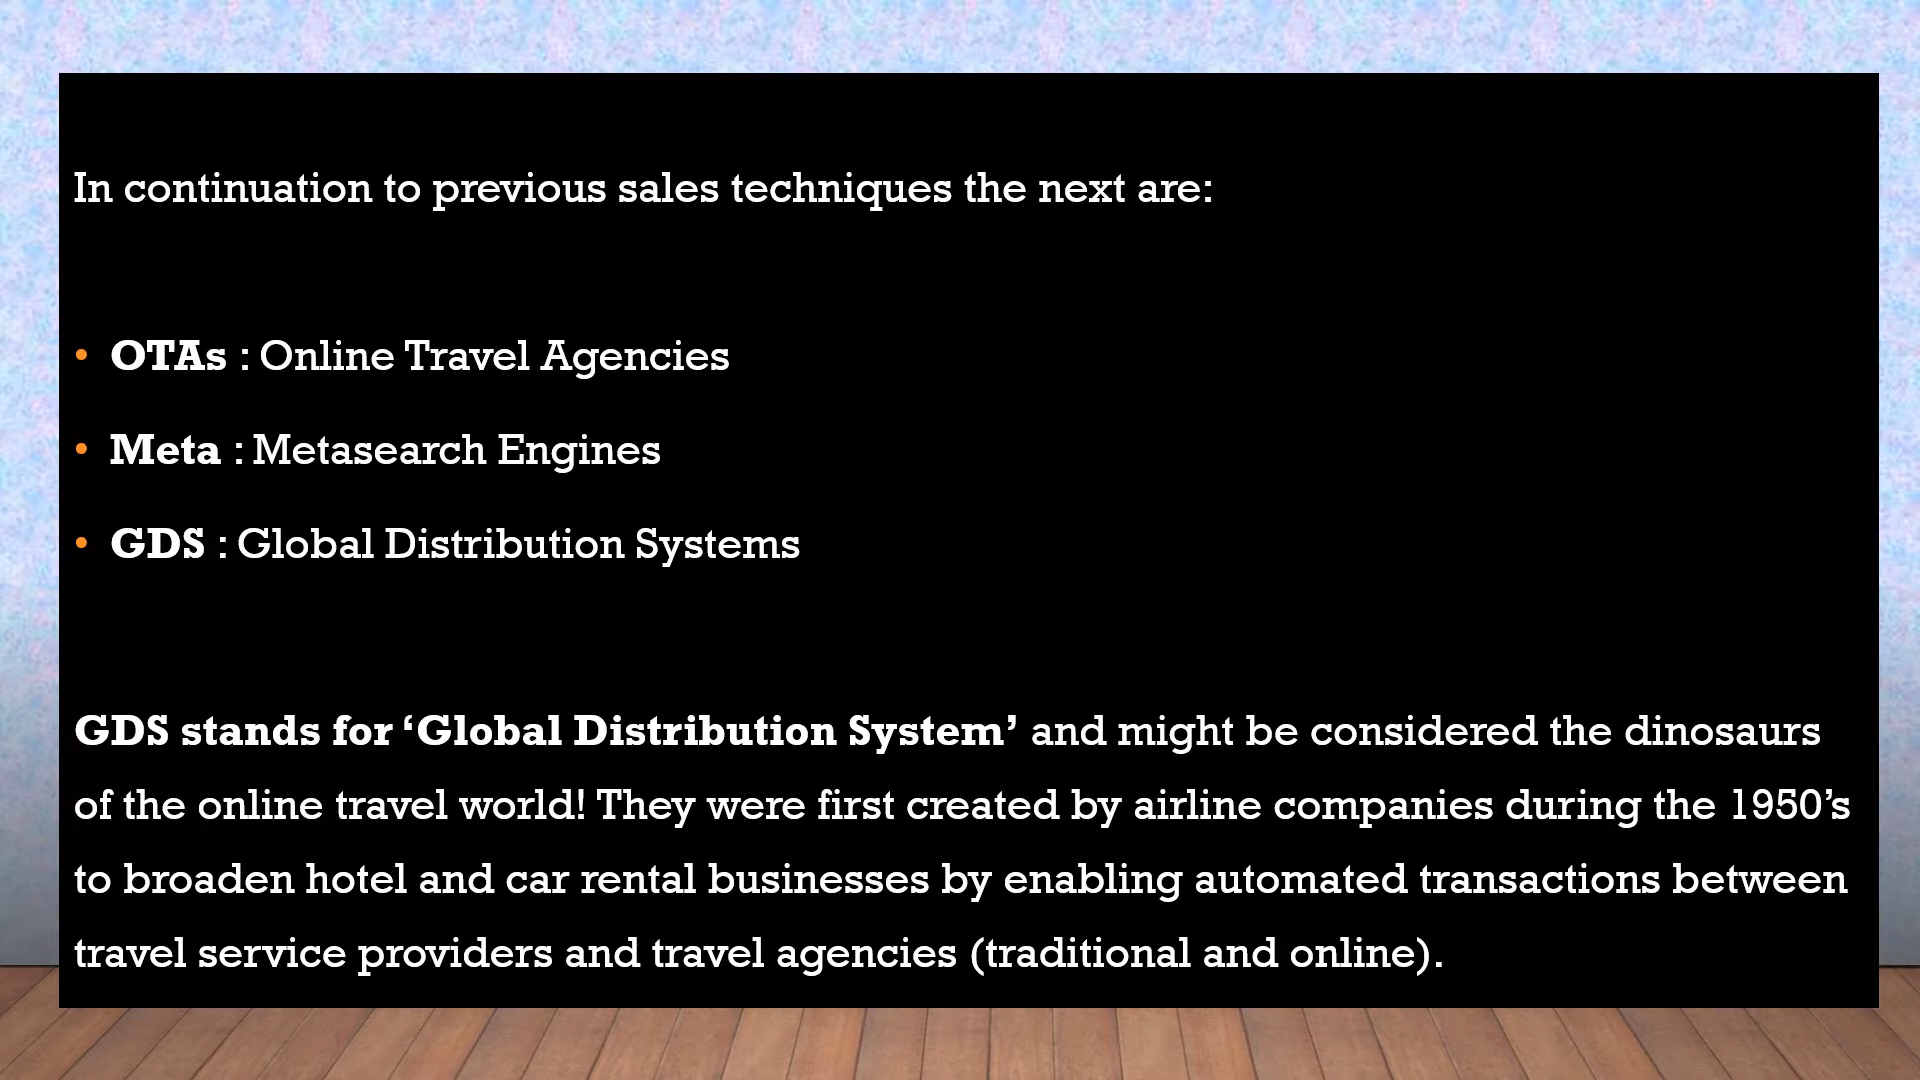 In continuation to previous sales techniques the next are:
• OTAs : Online Travel Agencies
• Meta : Metasearch Engines
• GDS : Global Distribution Systems
GDS stands for ‘Global Distribution System’ and might be considered the dinosaurs
of the online travel world! They were first created by airline companies during the 1950’s
to broaden hotel and car rental businesses by enabling automated transactions between
travel service providers and travel agencies (traditional and online).